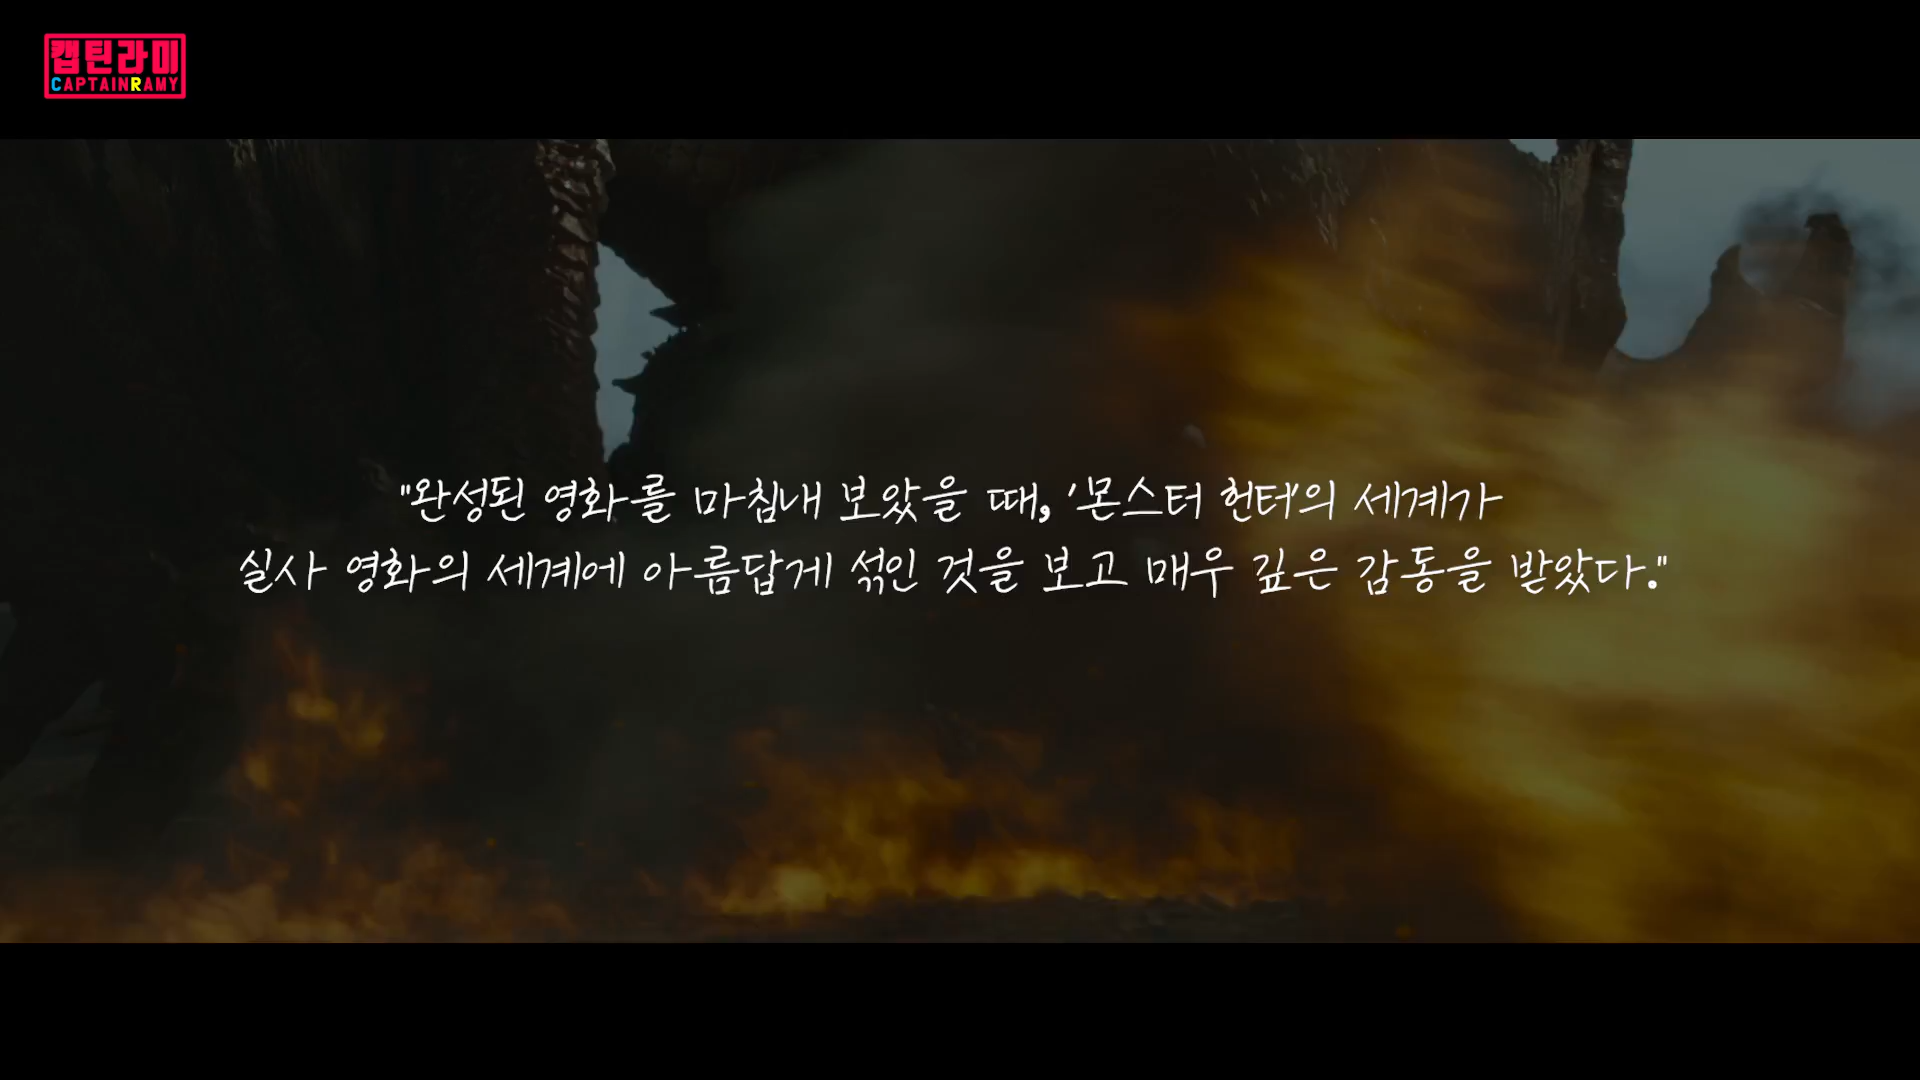 캡틴라미
CAPTAINRAMY
"완성된 영화를 마침내 보았을 때, '몬스터 헌터'의 세계가
실사 영화의 세계에 아름답게 섞인 것을 보고 매우 깊은 감동을 받았다."